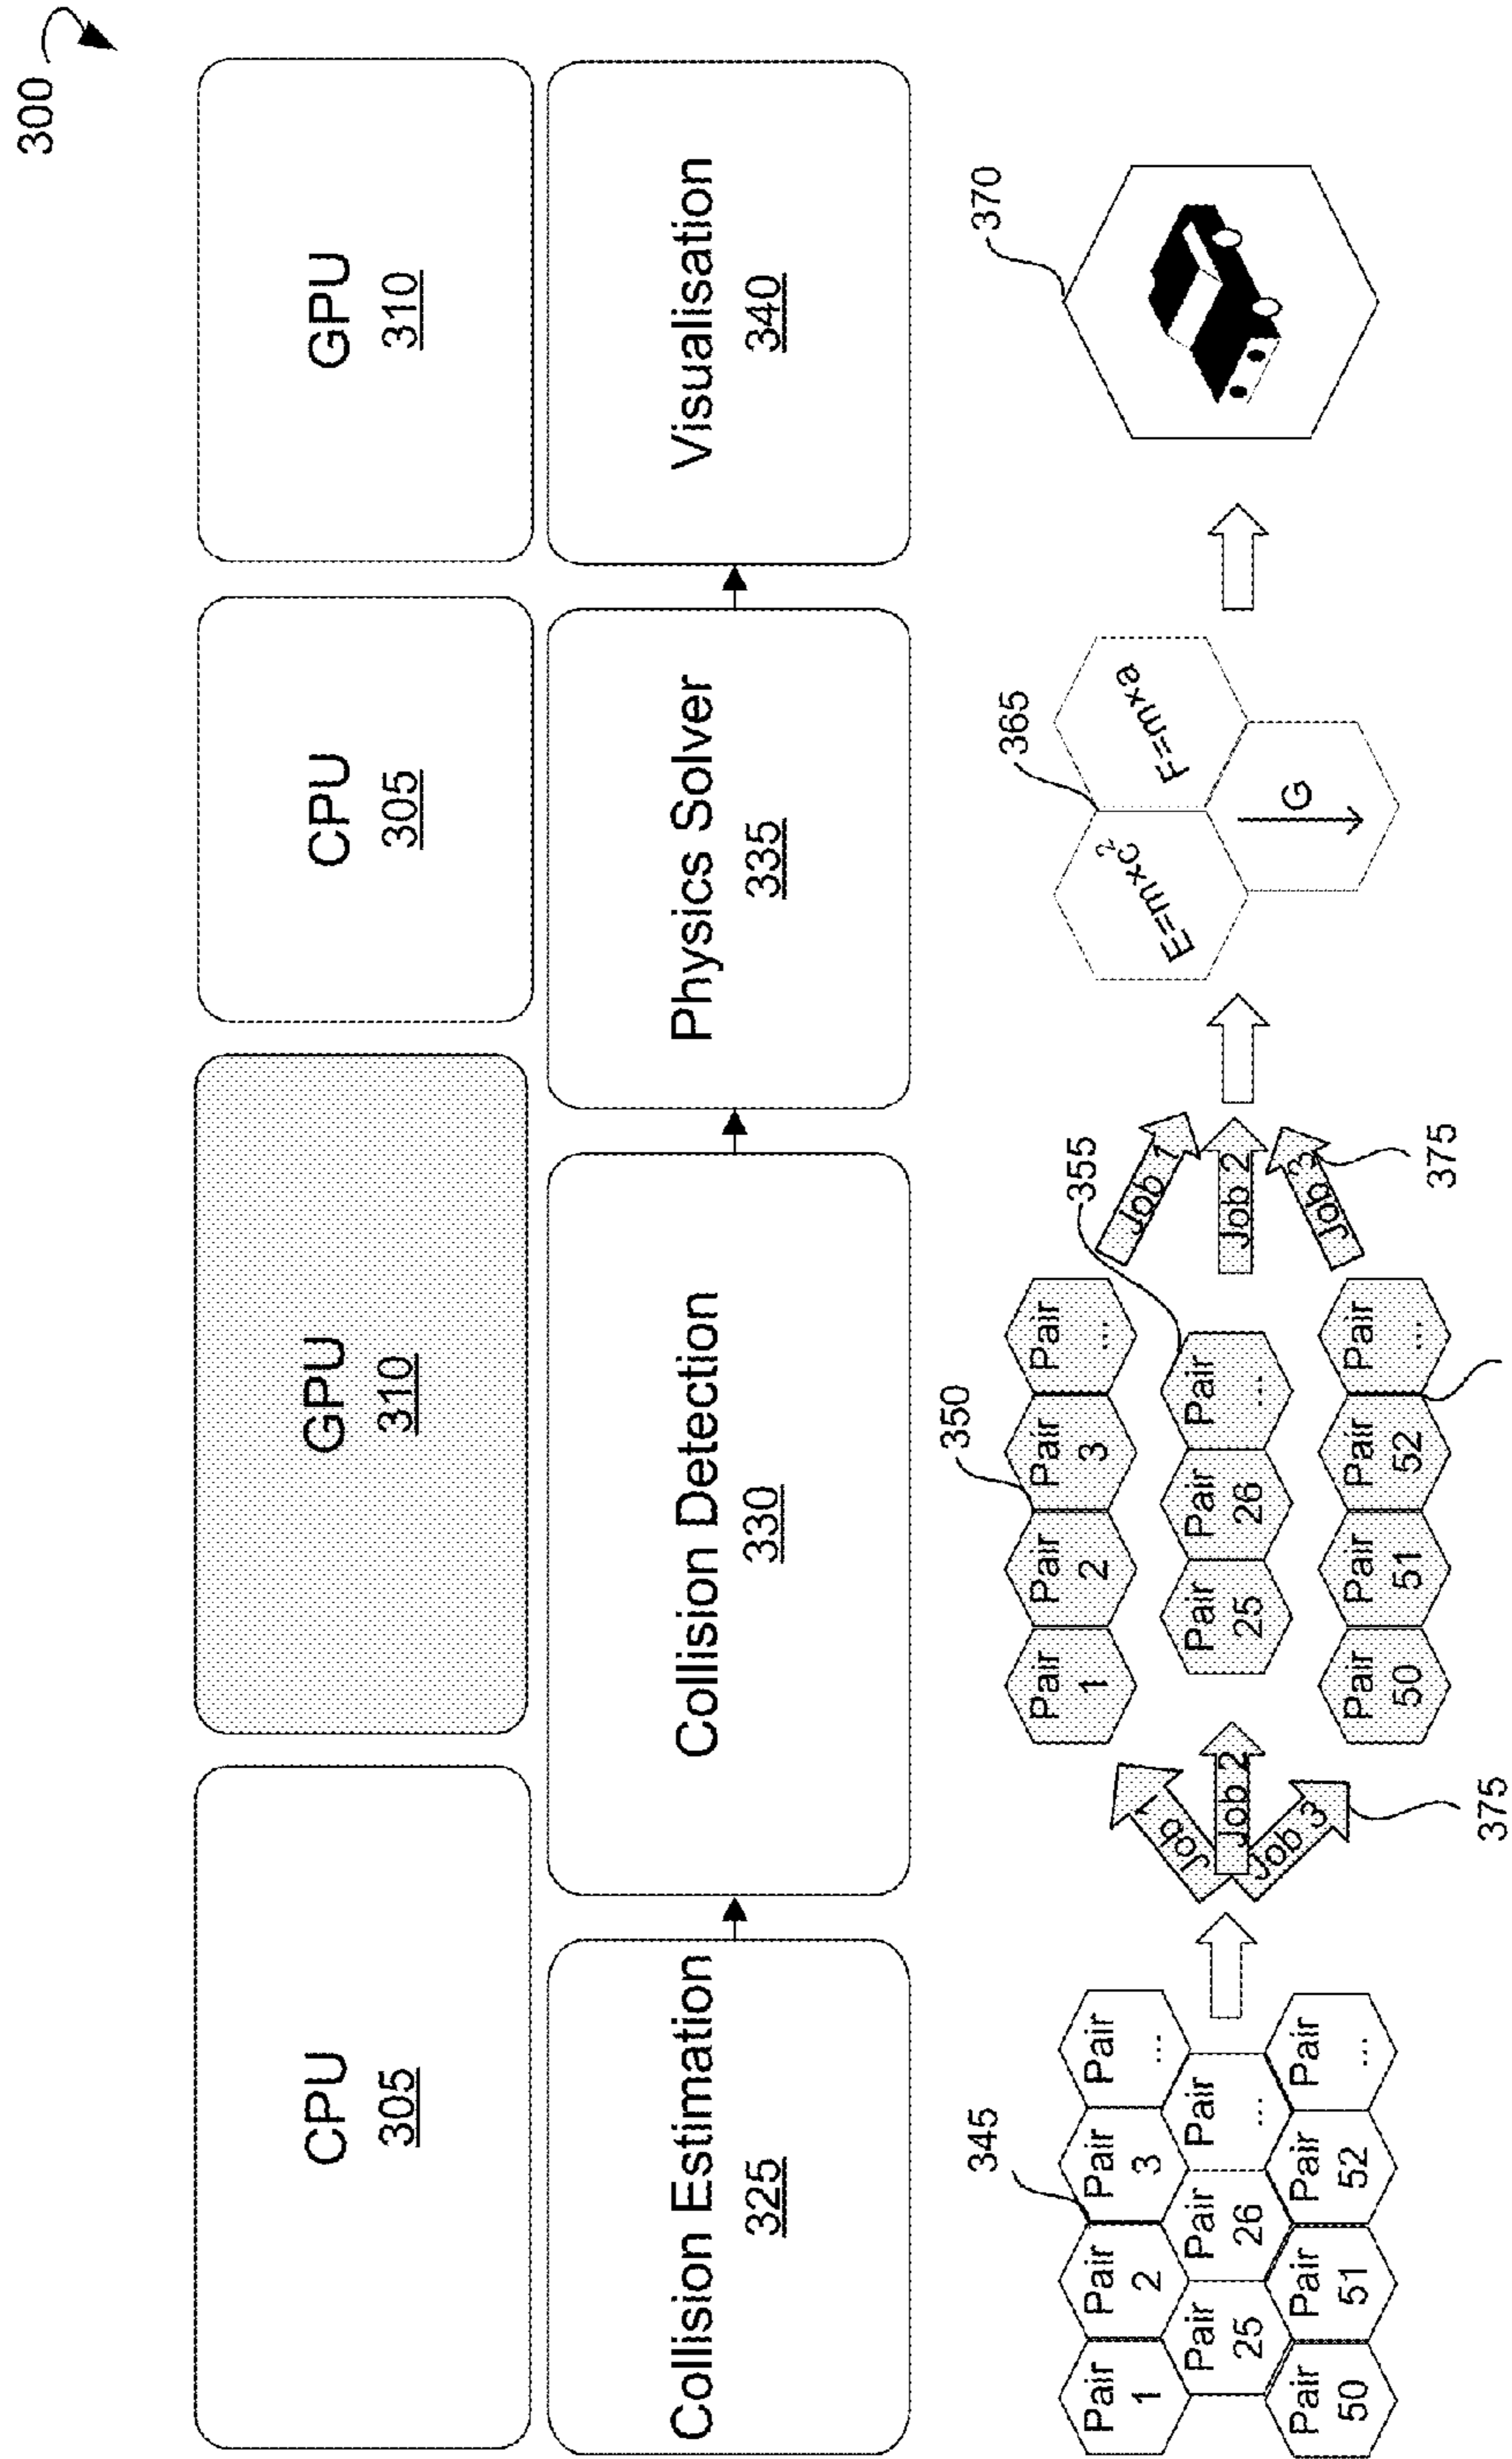 300
CPU
305
GPU
310
CPU
305
GPU
310
Collision Estimation
325
Collision Detection
330
Physics Solver
335
Visualisation
340
345
Pair
1
Pair
2
Pair
3
Pair
...
Pair
25
Pair
26
Pair
...
Pair
50
Pair
51
Pair
52
Pair
...
Job 1
Job 2
Job 3
375
350
Pair
1
Pair
2
Pair
3
Pair
...
355
Pair
25
Pair
26
Pair
...
Pair
50
Pair
51
Pair
52
Pair
...
Job 1
Job 2
Job 3
375
365
E=mxc²
F=mxa
G
370